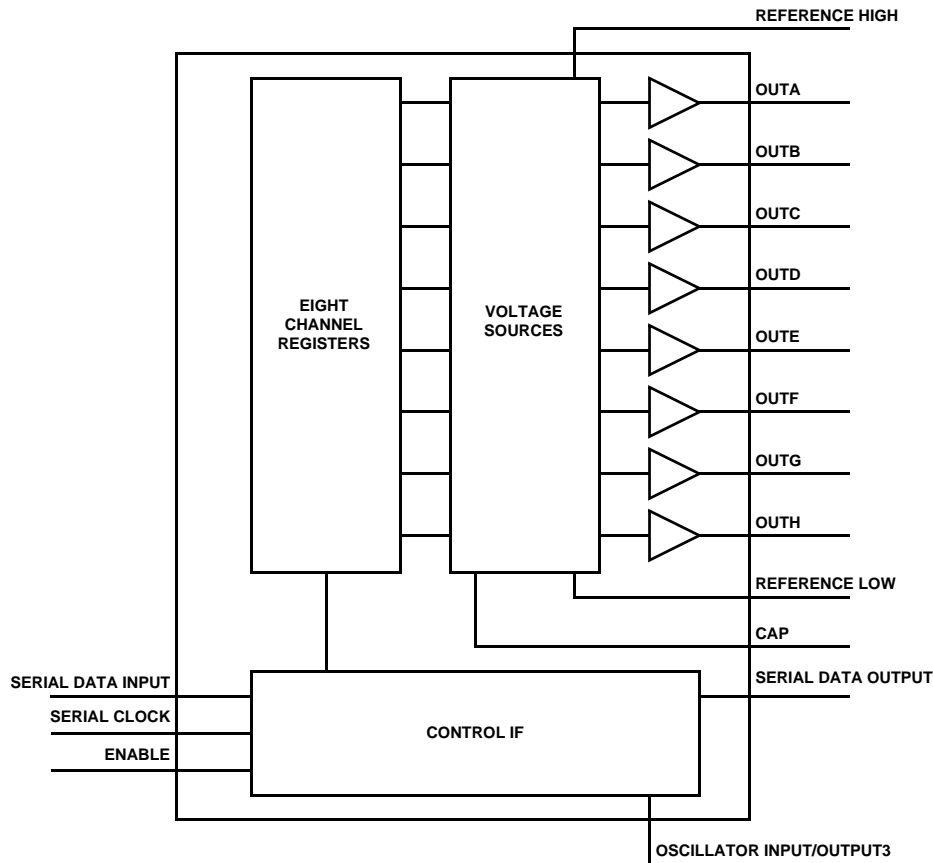 REFERENCE HIGH
OUTA
OUTB
OUTC
OUTD
EIGHT
CHANNEL
REGISTERS
VOLTAGE
SOURCES
OUTE
OUTF
OUTG
OUTH
REFERENCE LOW
CAP
SERIAL DATA INPUT
SERIAL DATA OUTPUT
SERIAL CLOCK
CONTROL IF
ENABLE
OSCILLATOR INPUT/OUTPUT3